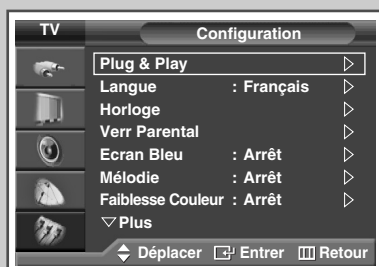 TV Configuration
Plug & Play
Langue : Français
Horloge
Verr Parental
Ecran Bleu : Arrêt
Mélodie : Arrêt
Faiblesse Couleur : Arrêt
▽Plus
Déplacer Entrer Retour